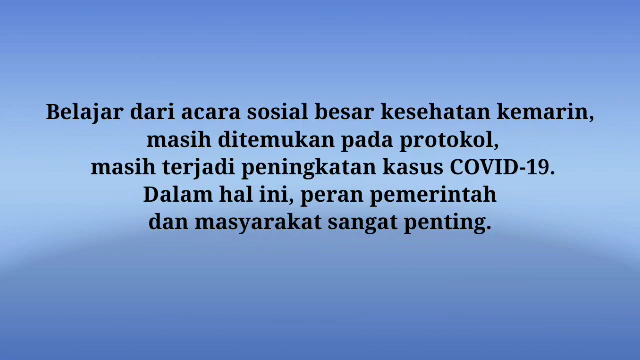 Belajar dari acara sosial besar kesehatan kemarin,
masih ditemukan pada protokol,
masih terjadi peningkatan kasus COVID-19.
Dalam hal ini, peran pemerintah
dan masyarakat sangat penting.